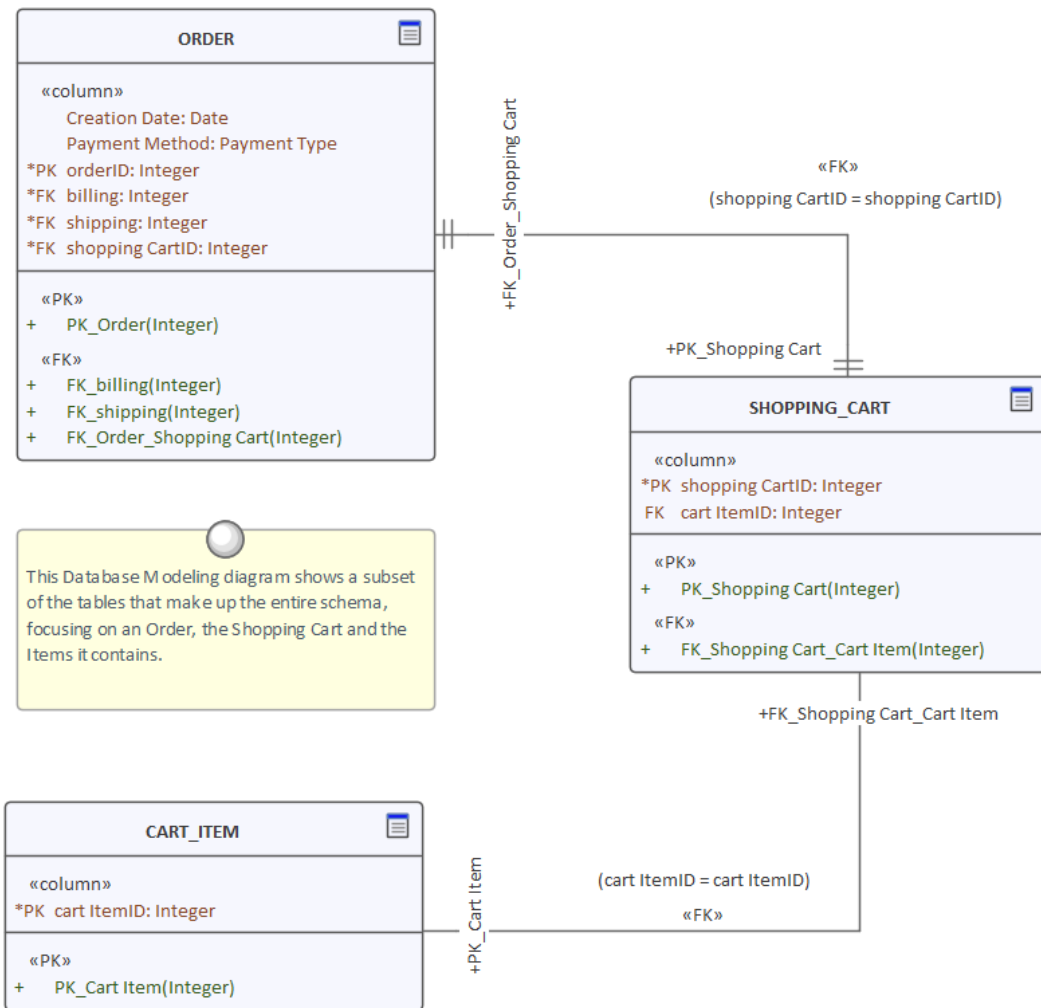 ORDER
«column»
Creation Date: Date
Payment Method: Payment Type
*PK orderID: Integer
*FK billing: Integer
*FK shipping: Integer
*FK shopping CartID: Integer
«PK»
+ PK_Order(Integer)
«FK»
+ FK_billing(Integer)
+ FK_shipping(Integer)
+ FK_Order_Shopping Cart(Integer)
+FK_Order_Shopping Cart
«FK»
(shopping CartID = shopping CartID)
+PK_Shopping Cart
SHOPPING_CART
«column»
*PK shopping CartID: Integer
FK cart ItemID: Integer
«PK»
+ PK_Shopping Cart(Integer)
«FK»
+ FK_Shopping Cart_Cart Item(Integer)
This Database Modeling diagram shows a subset
of the tables that make up the entire schema,
focusing on an Order, the Shopping Cart and the
Items it contains.
+FK_Shopping Cart_Cart Item
CART_ITEM
«column»
*PK cart ItemID: Integer
«PK»
+ PK_Cart Item(Integer)
+PK_Cart Item
(cart ItemID = cart ItemID)
«FK»